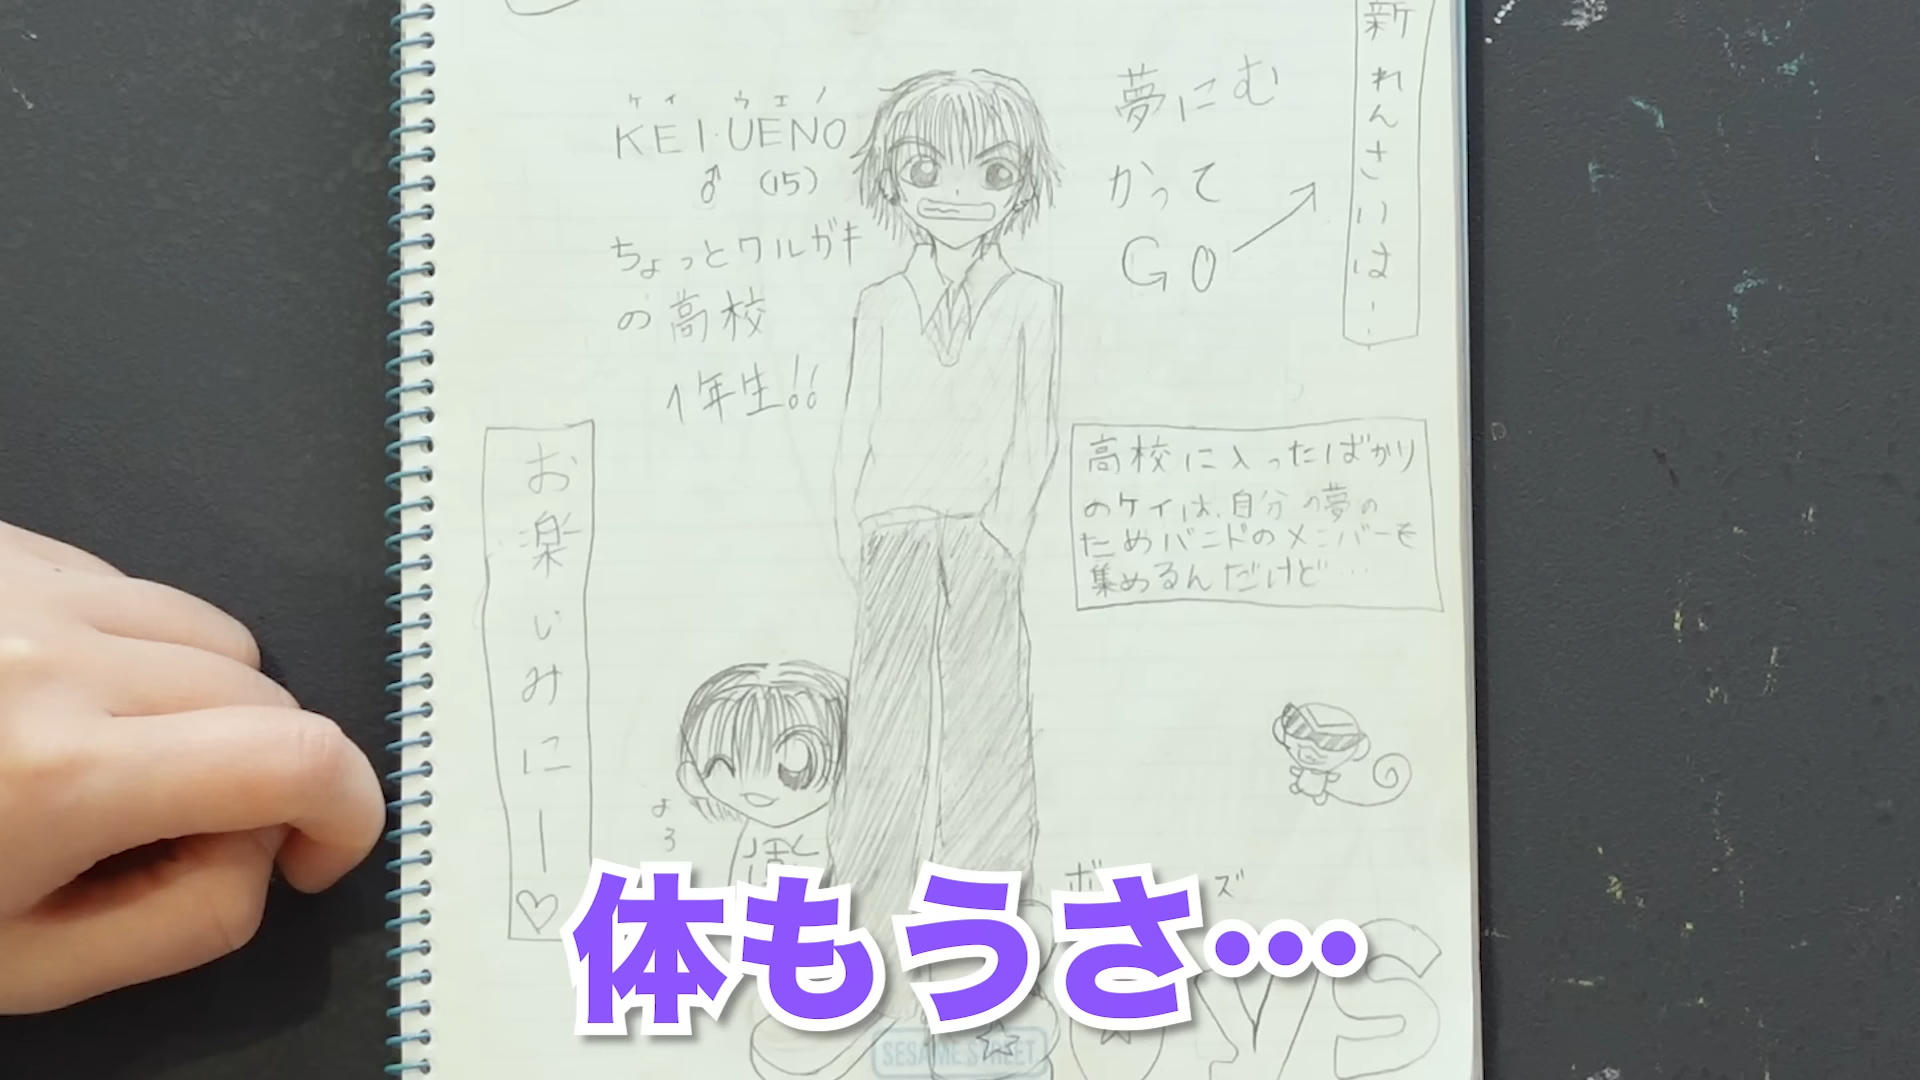 新れんさいは…
ケイ ウエノ
KEI・UENO
♂ (15)
ちょっとワルガキ
の高校
1年生!!
夢にむ
かって
GO
高校に入ったばかり
のケイは、自分の夢の
ためバンドのメンバーを
集めるんだけど…
お楽しみにー♡
よろ
ズ
YS
体もうさ…
SESAME STREET